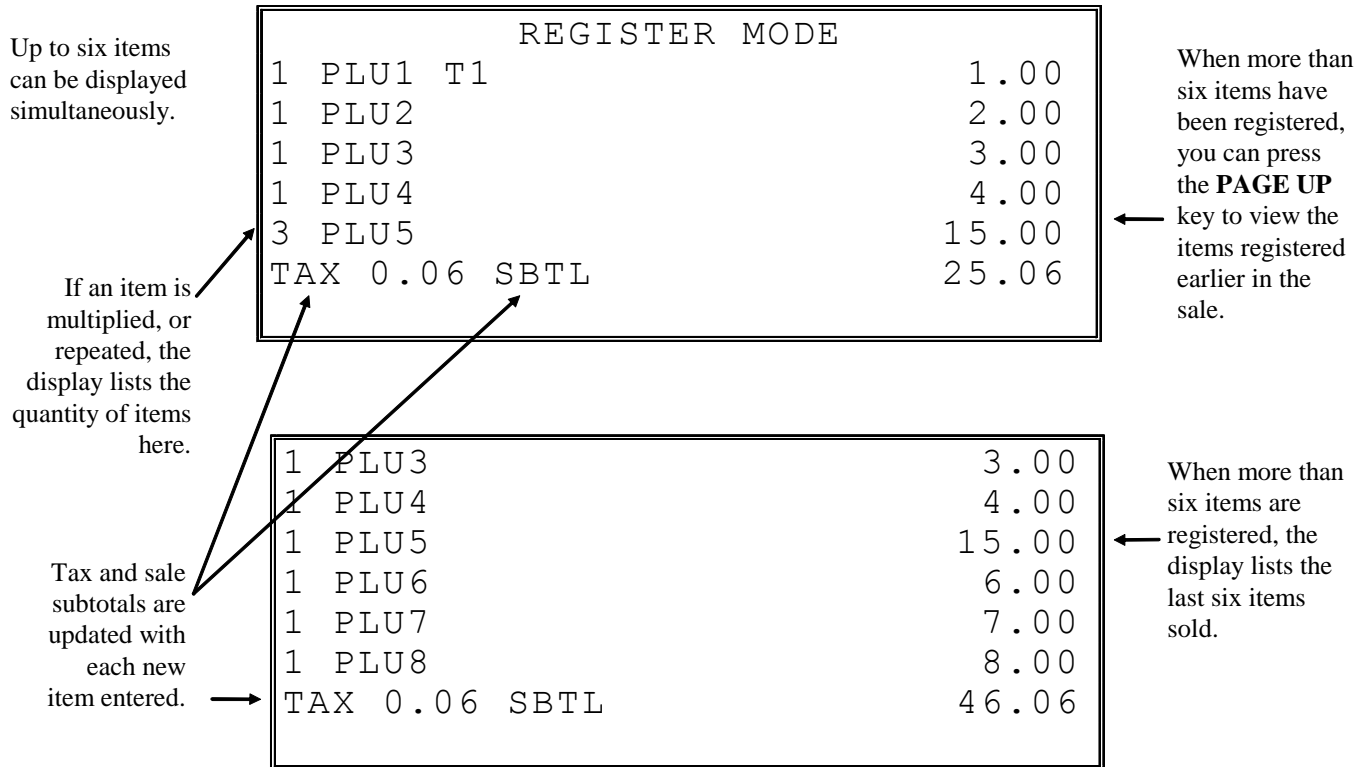 Up to six items
can be displayed
simultaneously.
REGISTER MODE
1 PLU1 T1 1.00
1 PLU2 2.00
1 PLU3 3.00
1 PLU4 4.00
3 PLU5 15.00
TAX 0.06 SBTL 25.06
When more than
six items have
been registered,
you can press
the PAGE UP
key to view the
items registered
earlier in the
sale.
If an item is
multiplied, or
repeated, the
display lists the
quantity of items
here.
1 PLU3 3.00
1 PLU4 4.00
1 PLU5 15.00
1 PLU6 6.00
1 PLU7 7.00
1 PLU8 8.00
TAX 0.06 SBTL 46.06
When more than
six items are
registered, the
display lists the
last six items
sold.
Tax and sale
subtotals are
updated with
each new
item entered.